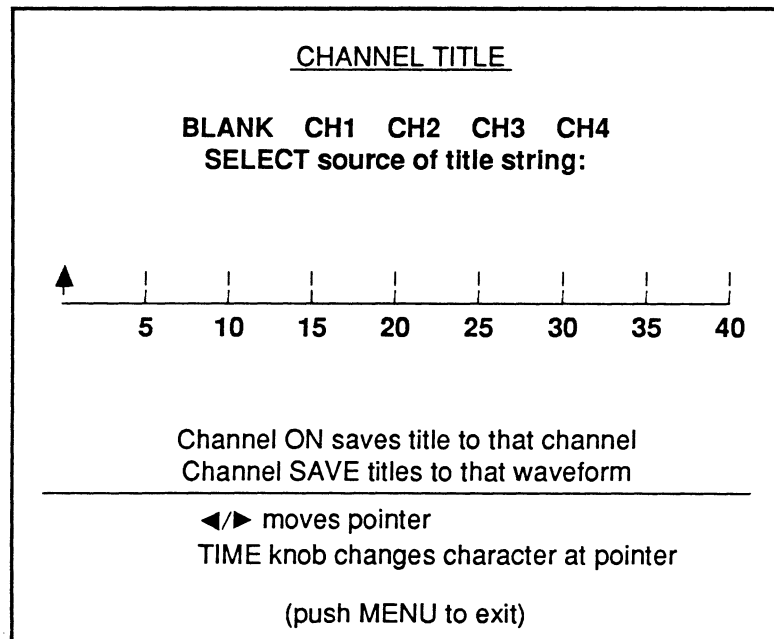 CHANNEL TITLE
BLANK CH1 CH2 CH3 CH4
SELECT source of title string:
5 10 15 20 25 30 35 40
Channel ON saves title to that channel
Channel SAVE titles to that waveform
◄/► moves pointer
TIME knob changes character at pointer
(push MENU to exit)